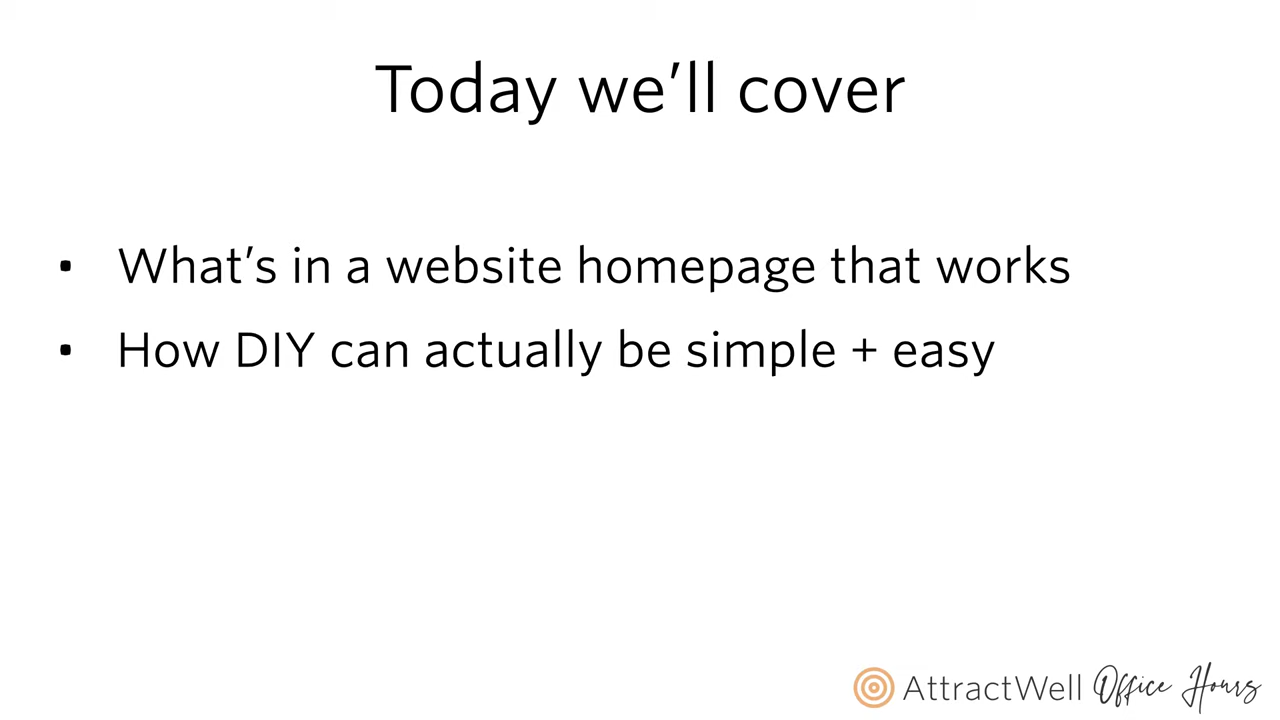 Today we’ll cover
▪ What’s in a website homepage that works
▪ How DIY can actually be simple + easy
AttractWell Office Hours